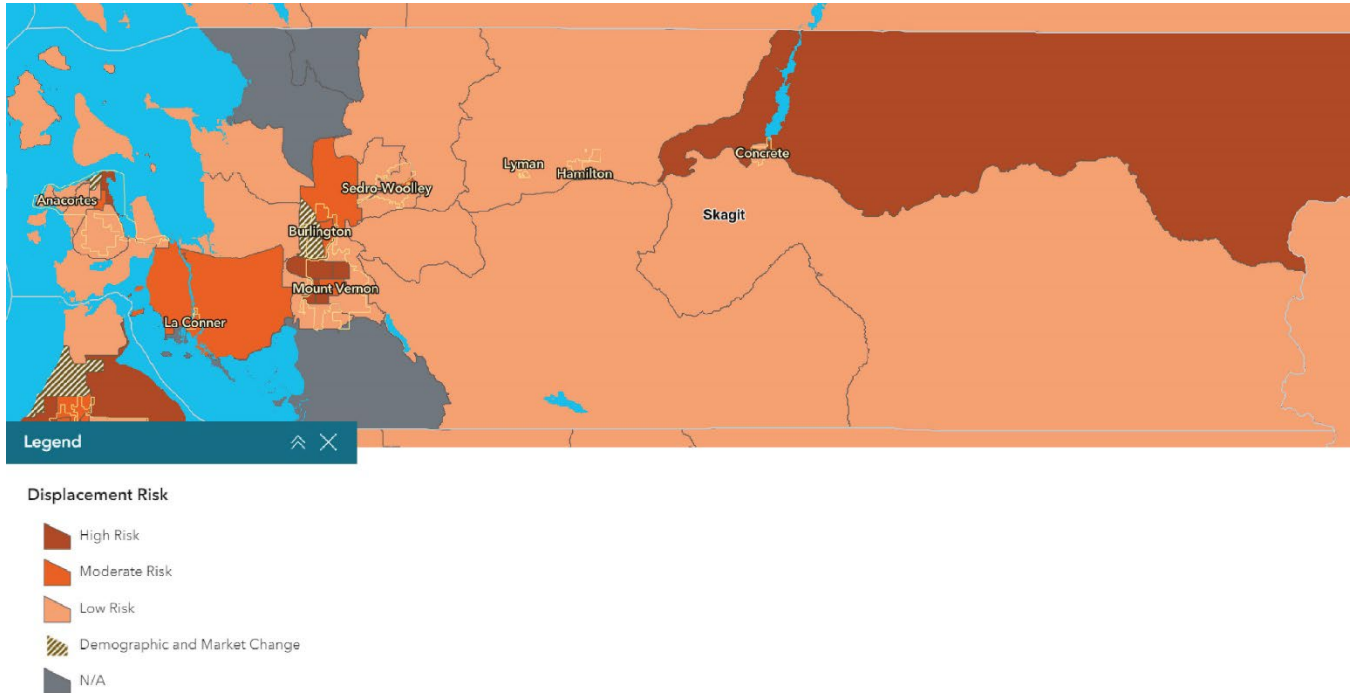 Lyman
Concrete
Hamilton
Sedro-Woolley
Anacortes
Skagit
Burlington
Mount Vernon
La Conner
Legend
Displacement Risk
High Risk
Moderate Risk
Low Risk
Demographic and Market Change
N/A